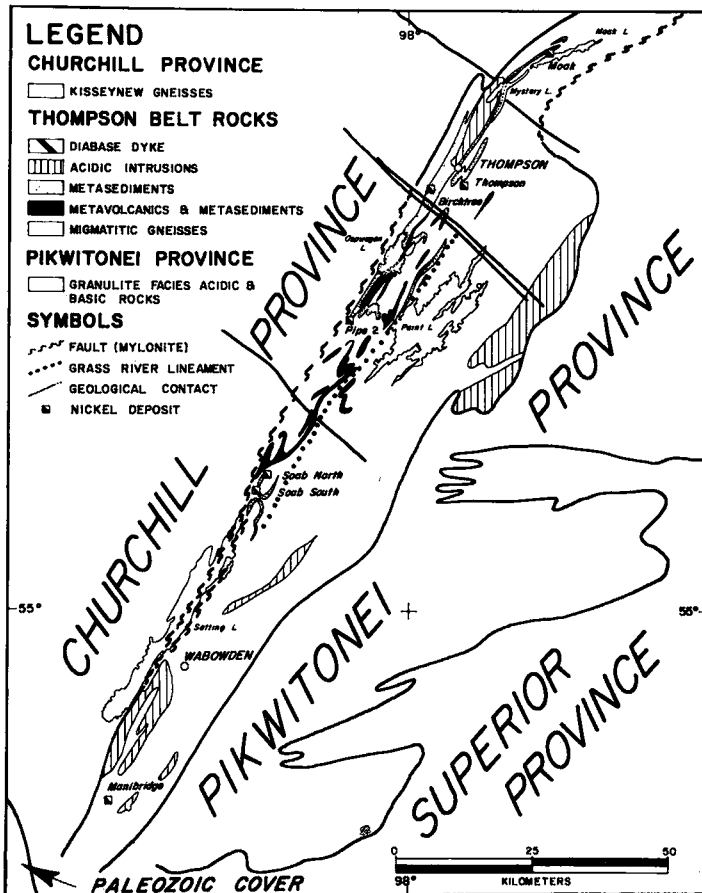 LEGEND
CHURCHILL PROVINCE
KISSEYNEW GNEISSES
THOMPSON BELT ROCKS
DIABASE DYKE
ACIDIC INTRUSIONS
METASEDIMENTS
METAVOLCANICS & METASEDIMENTS
MIGMATITIC GNEISSES
PIKWITONEI PROVINCE
GRANULITE FACIES ACIDIC &
BASIC ROCKS
SYMBOLS
FAULT (MYLONITE)
GRASS RIVER LINEAMENT
GEOLOGICAL CONTACT
NICKEL DEPOSIT
98°
Moak L
Moak
Mystery L.
THOMPSON
Thompson
Birchtree
Ospwagan
L
Pipe 2
Paint L
Soab North
Soab South
55°
55°
Setting L
WABOWDEN
Manibridge
CHURCHILL
PROVINCE
PIKWITONEI
PROVINCE
SUPERIOR
PROVINCE
PALEOZOIC COVER
0 25 50
98°
KILOMETERS